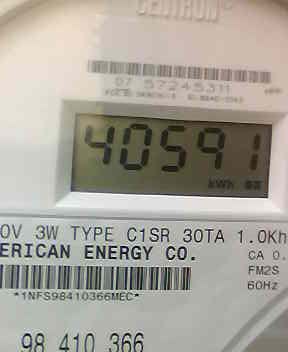 CENTRON
07 57245311
40591
kWh
0V 3W TYPE C1SR 30TA 1.0Kh
ERICAN ENERGY CO.
CA 0.
FM2S
60Hz
*1NFS98410366MEC*
98 410 366